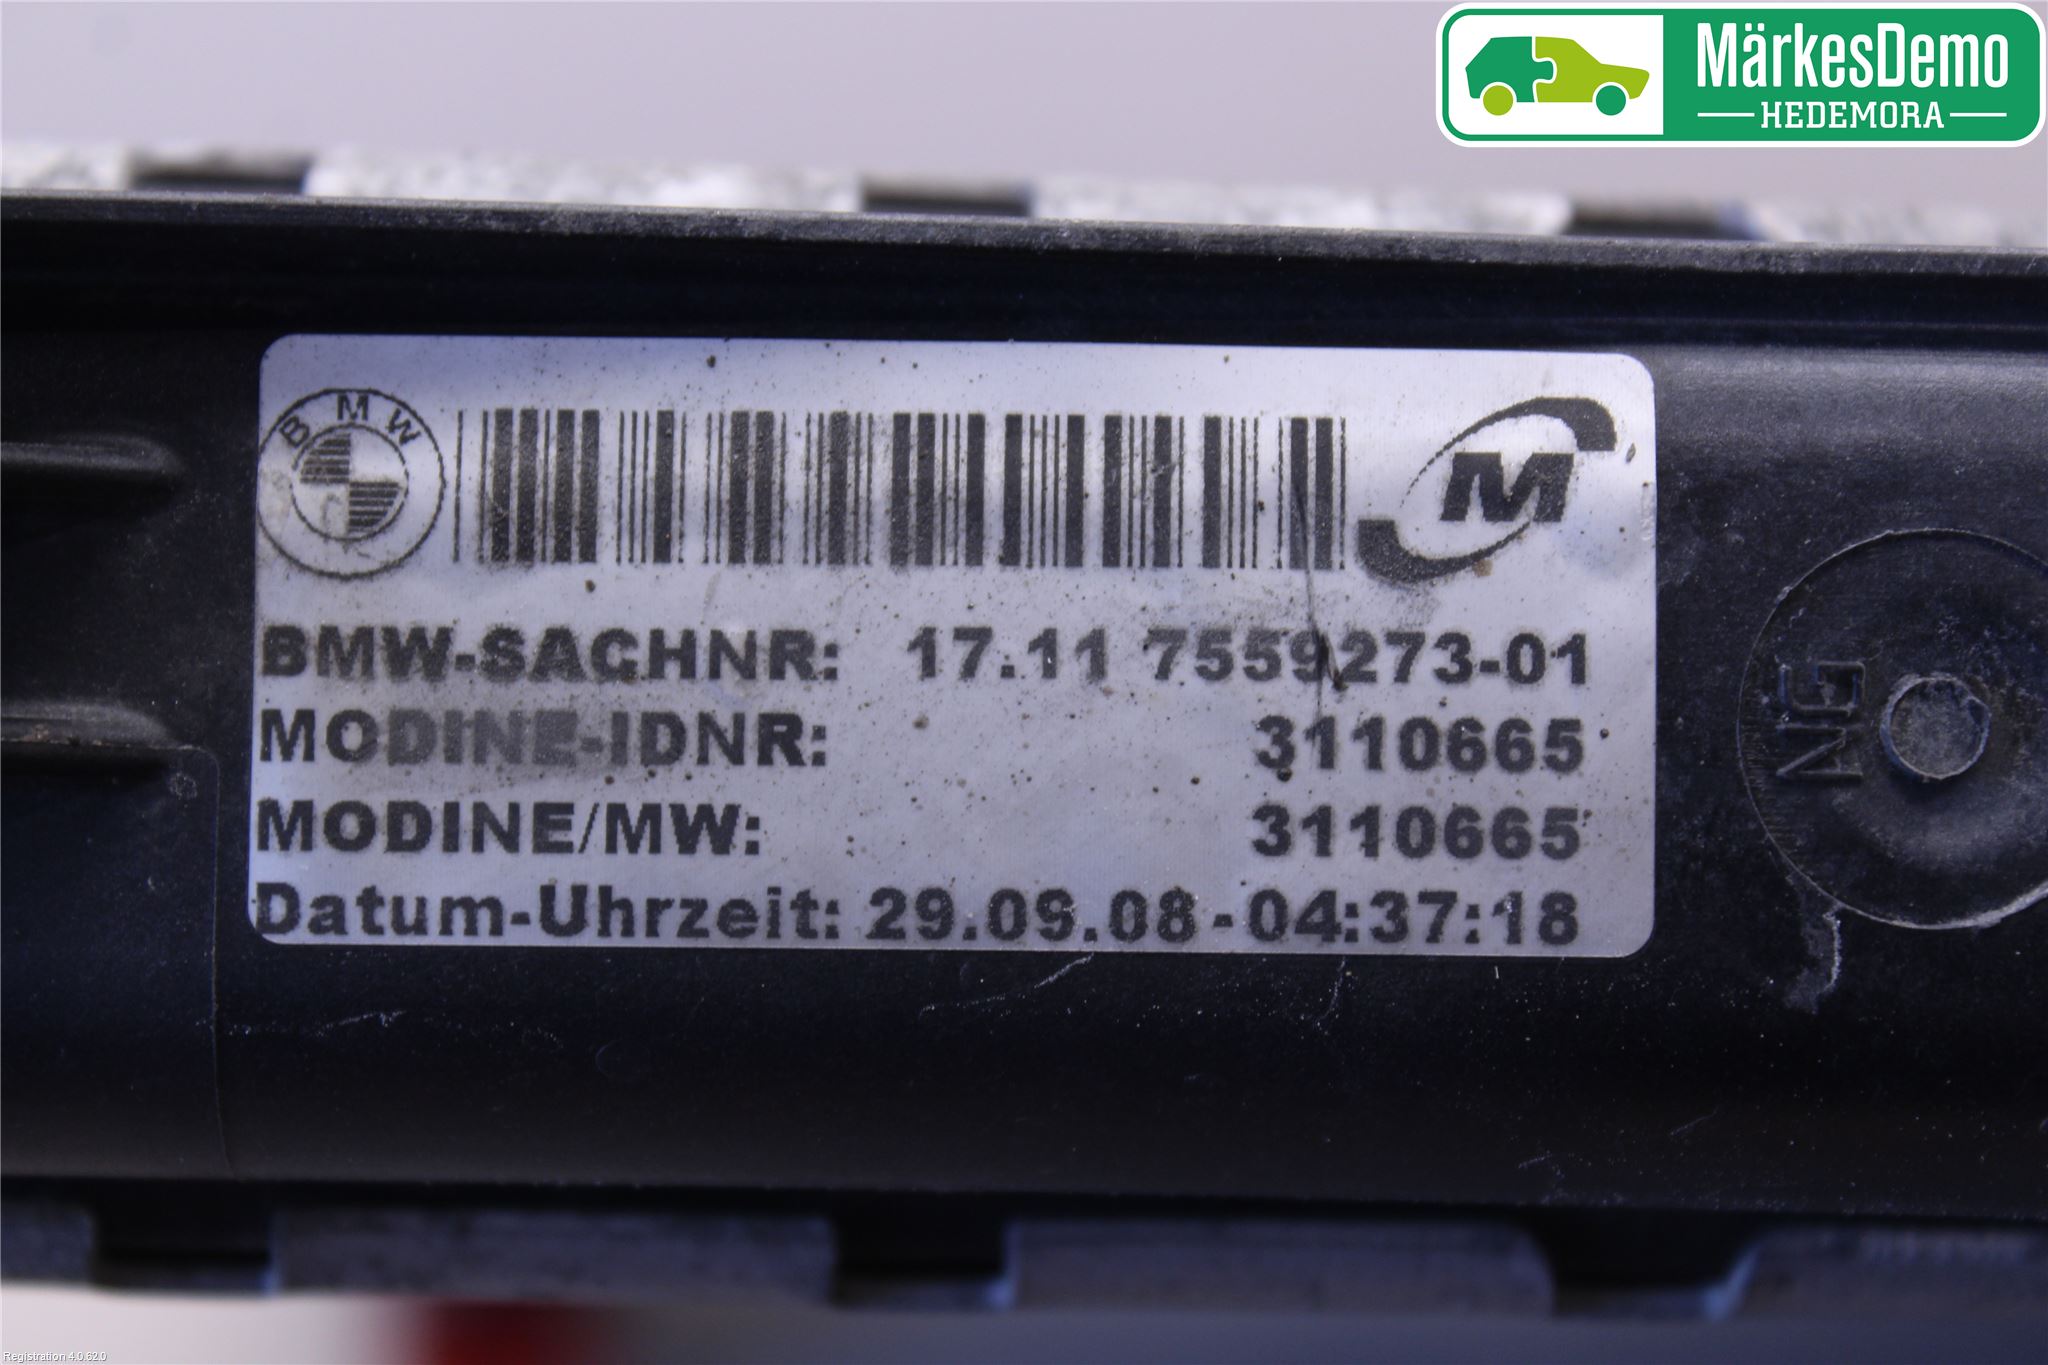 MärkesDemo
HEDEMORA
BMW
M
BMW-SACHNR: 17.11 7559273-01
MODINE-IDNR: 3110665
MODINE/MW: 3110665
Datum-Uhrzeit: 29.09.08-04:37:18
Registration 4.0.62.0